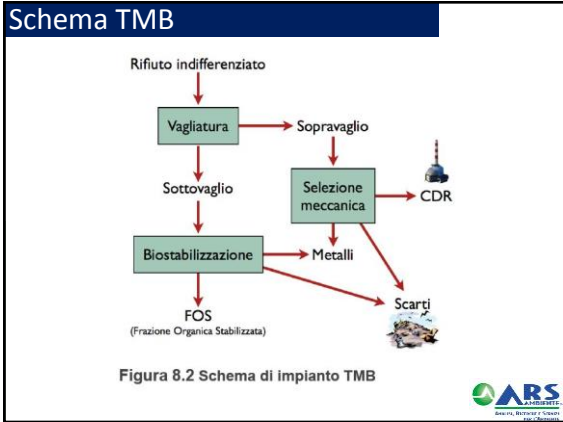 Schema TMB
Rifiuto indifferenziato
Vagliatura
Sopravaglio
Sottovaglio
Selezione
meccanica
CDR
Biostabilizzazione
Metalli
FOS
(Frazione Organica Stabilizzata)
Scarti
Figura 8.2 Schema di impianto TMB
ARS
AMBIENTE